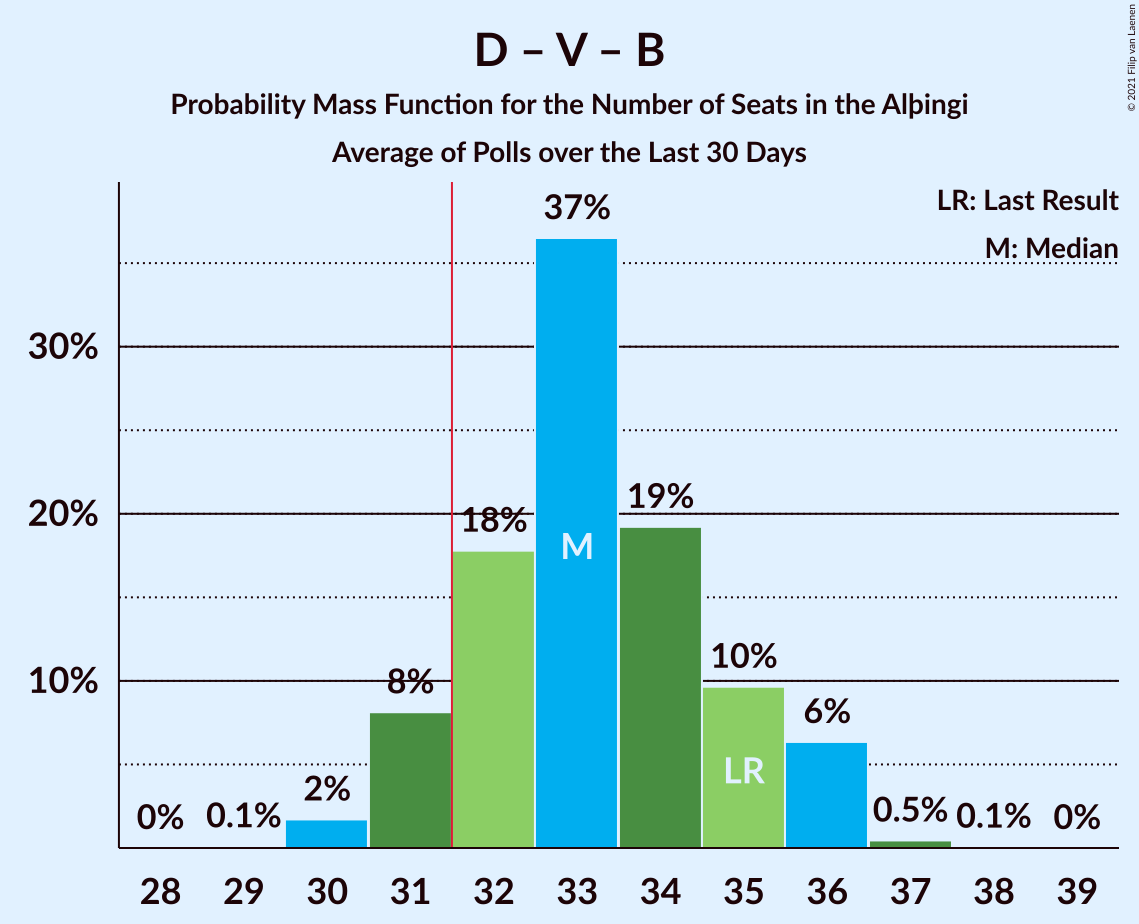 D – V – B
Probability Mass Function for the Number of Seats in the Alþingi
Average of Polls over the Last 30 Days
© 2021 Filip van Laenen
LR: Last Result
M: Median
37%
30%
20%
19%
18%
M
10%
10%
8%
6%
LR
2%
0%
0.1%
0.5%
0.1%
0%
28 29 30 31 32 33 34 35 36 37 38 39